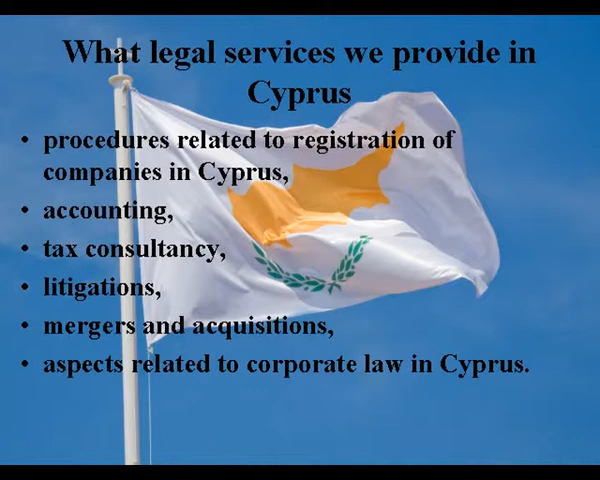 What legal services we provide in
Cyprus
• procedures related to registration of
companies in Cyprus,
• accounting,
• tax consultancy,
• litigations,
• mergers and acquisitions,
• aspects related to corporate law in Cyprus.